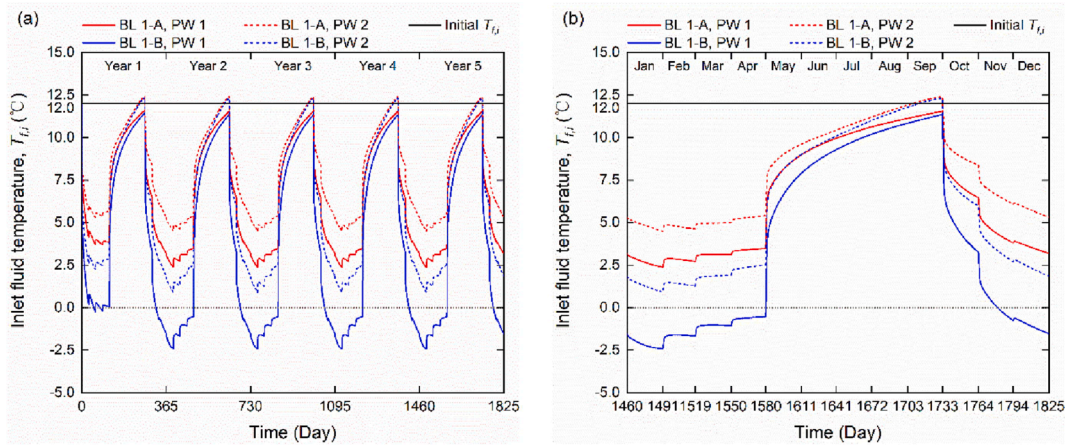 (a)
BL 1-A, PW 1
BL 1-A, PW 2
Initial Tf,i
BL 1-B, PW 1
BL 1-B, PW 2
15.0
Year 1 Year 2 Year 3 Year 4 Year 5
12.5
12.0
10.0
7.5
5.0
2.5
0.0
-2.5
-5.0
Inlet fluid temperature, Tf,i (℃)
0 365 730 1095 1460 1825
Time (Day)
(b)
BL 1-A, PW 1
BL 1-A, PW 2
Initial Tf,i
BL 1-B, PW 1
BL 1-B, PW 2
15.0
Jan Feb Mar Apr May Jun Jul Aug Sep Oct Nov Dec
12.5
12.0
10.0
7.5
5.0
2.5
0.0
-2.5
-5.0
Inlet fluid temperature, Tf,i (℃)
1460 1491 1519 1550 1580 1611 1641 1672 1703 1733 1764 1794 1825
Time (Day)